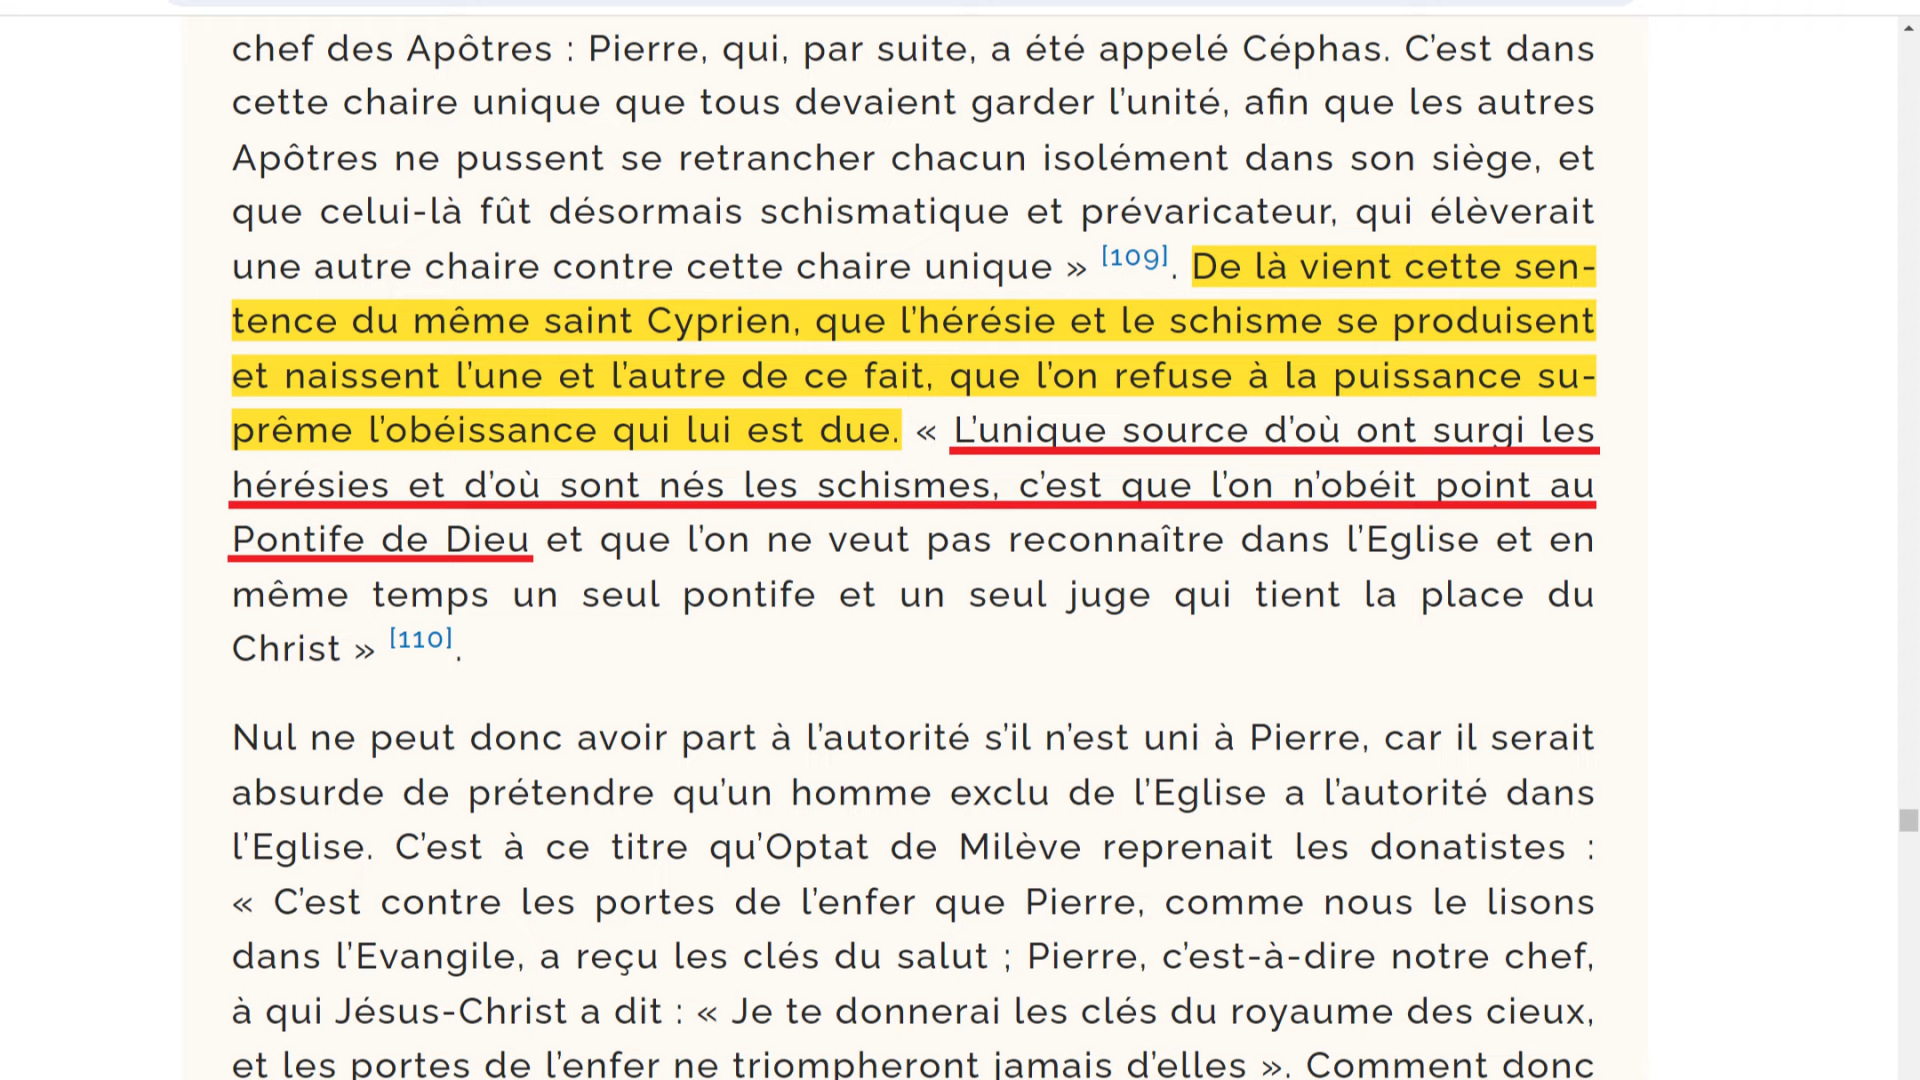 chef des Apôtres : Pierre, qui, par suite, a été appelé Céphas. C’est dans
cette chaire unique que tous devaient garder l’unité, afin que les autres
Apôtres ne pussent se retrancher chacun isolément dans son siège, et
que celui-là fût désormais schismatique et prévaricateur, qui élèverait
une autre chaire contre cette chaire unique » [109]. De là vient cette sen-
tence du même saint Cyprien, que l’hérésie et le schisme se produisent
et naissent l’une et l’autre de ce fait, que l’on refuse à la puissance su-
prême l’obéissance qui lui est due. « L’unique source d’où ont surgi les
hérésies et d’où sont nés les schismes, c’est que l’on n’obéit point au
Pontife de Dieu et que l’on ne veut pas reconnaître dans l’Eglise et en
même temps un seul pontife et un seul juge qui tient la place du
Christ » [110].
Nul ne peut donc avoir part à l’autorité s’il n’est uni à Pierre, car il serait
absurde de prétendre qu’un homme exclu de l’Eglise a l’autorité dans
l’Eglise. C’est à ce titre qu’Optat de Milève reprenait les donatistes :
« C’est contre les portes de l’enfer que Pierre, comme nous le lisons
dans l’Evangile, a reçu les clés du salut ; Pierre, c’est-à-dire notre chef,
à qui Jésus-Christ a dit : « Je te donnerai les clés du royaume des cieux,
et les portes de l’enfer ne triompheront jamais d’elles ». Comment donc